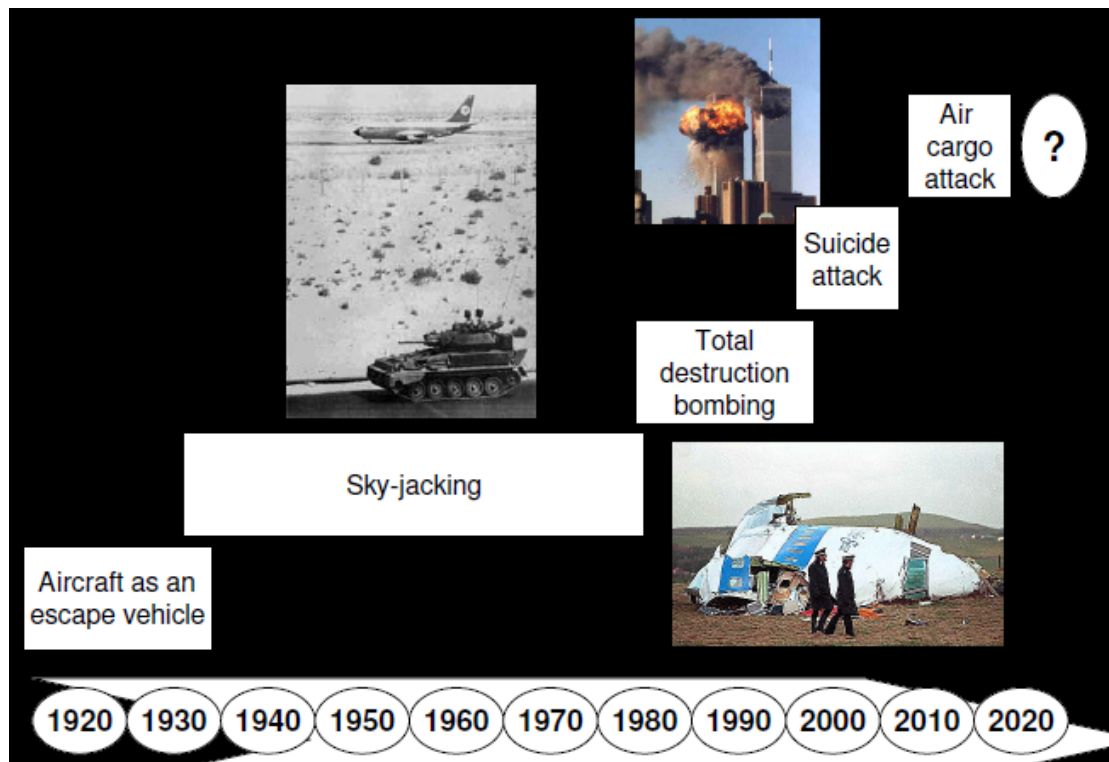 Air
cargo
attack
?
Suicide
attack
Total
destruction
bombing
Sky-jacking
Aircraft as an
escape vehicle
1920 1930 1940 1950 1960 1970 1980 1990 2000 2010 2020